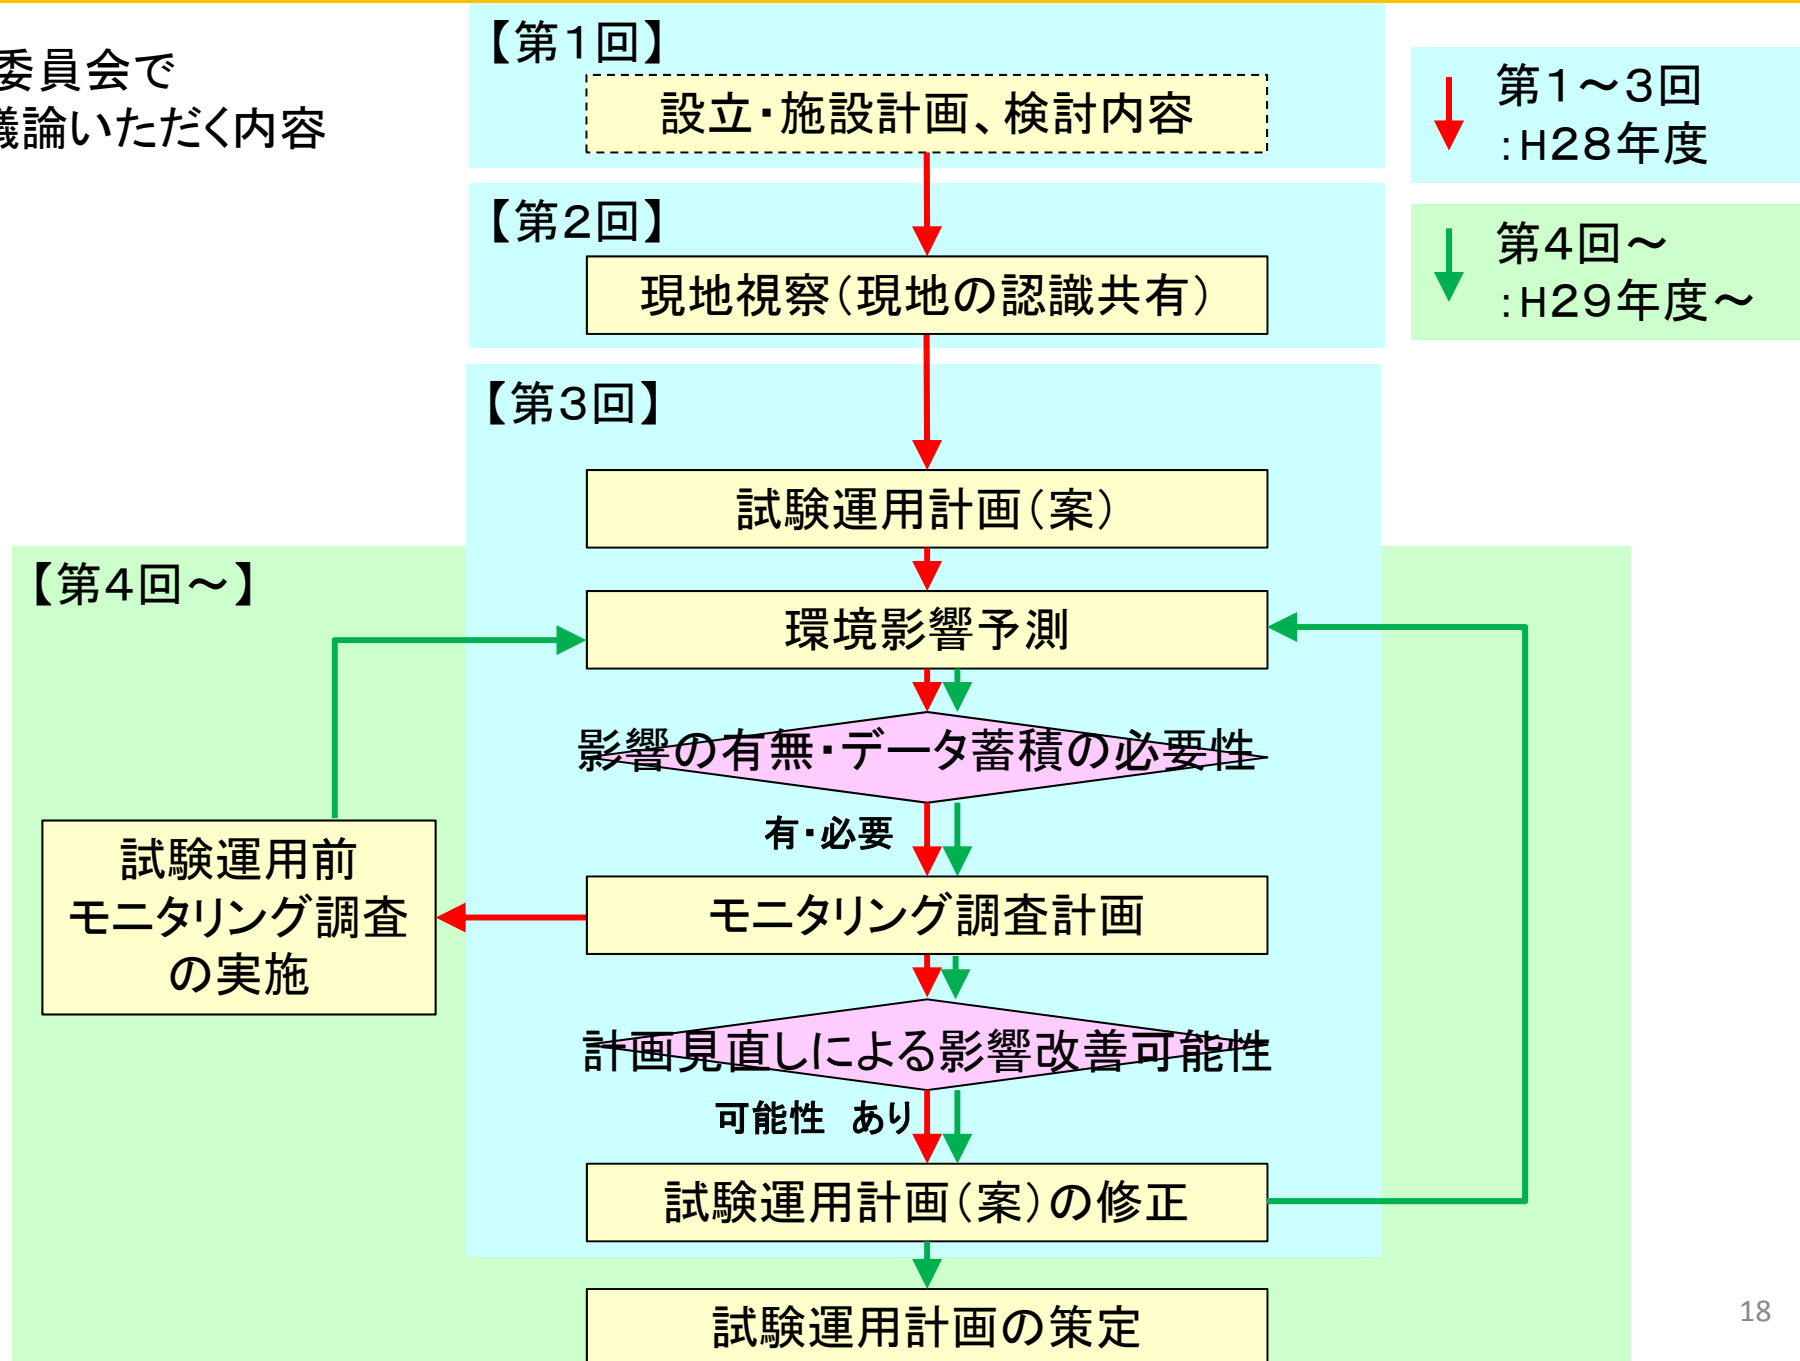 委員会で
議論いただく内容
【第１回】
設立・施設計画、検討内容
第１～３回
：H28年度
【第２回】
現地視察（現地の認識共有）
第４回～
：H29年度～
【第３回】
試験運用計画（案）
【第４回～】
環境影響予測
影響の有無・データ蓄積の必要性
有・必要
試験運用前
モニタリング調査
の実施
モニタリング調査計画
計画見直しによる影響改善可能性
可能性　あり
試験運用計画（案）の修正
試験運用計画の策定
18